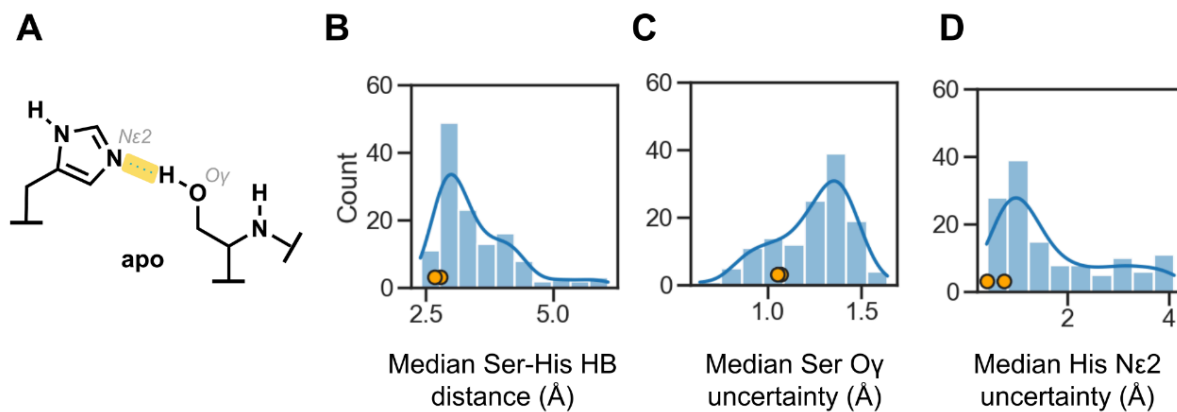 A
B
C
D
H
N
Nε2
N
H
O
Oγ
H
N
apo
60
40
20
0
Count
2.5
5.0
Median Ser-His HB
distance (Å)
60
40
20
0
1.0
1.5
Median Ser Oγ
uncertainty (Å)
60
40
20
0
2
4
Median His Nε2
uncertainty (Å)